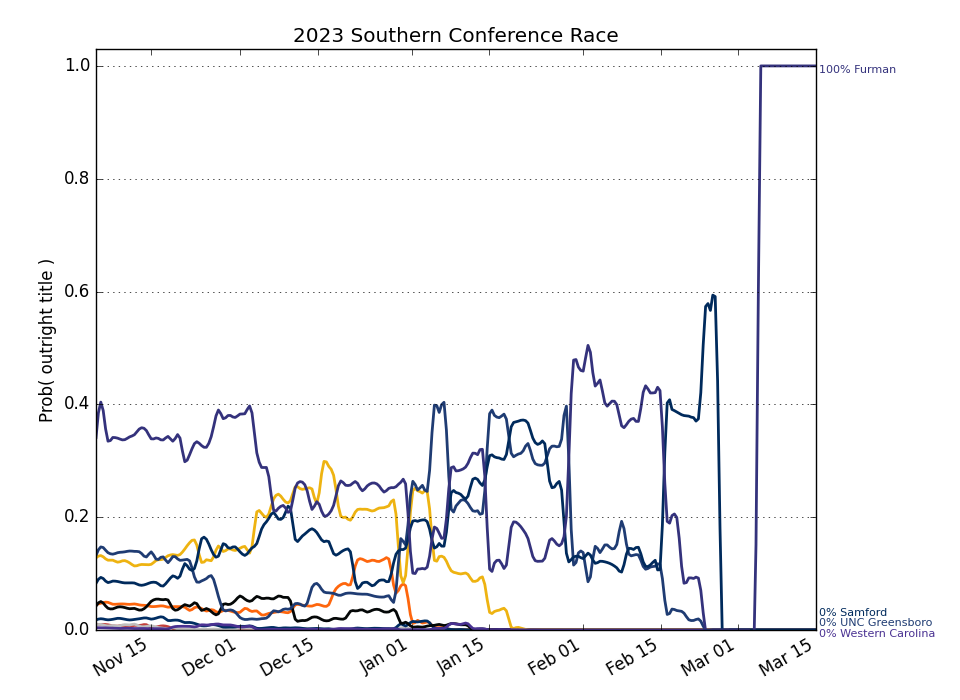 2023 Southern Conference Race
Prob( outright title )
1.0
0.8
0.6
0.4
0.2
0.0
Nov 15
Dec 01
Dec 15
Jan 01
Jan 15
Feb 01
Feb 15
Mar 01
Mar 15
100% Furman
0% Samford
0% UNC Greensboro
0% Western Carolina